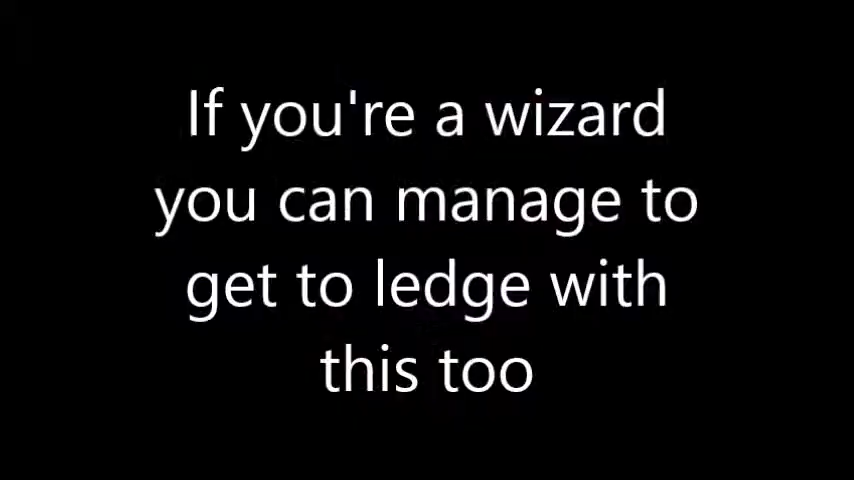 If you're a wizard
you can manage to
get to ledge with
this too